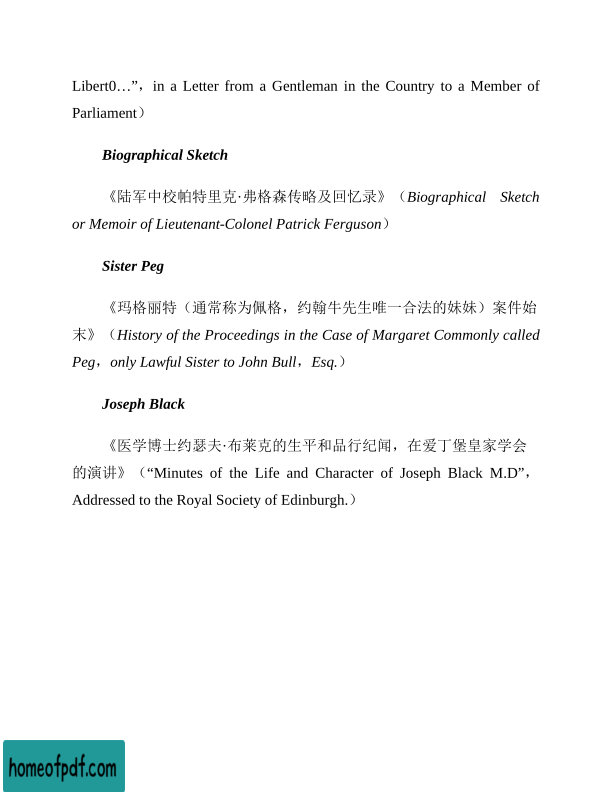 Libert0…”，in a Letter from a Gentleman in the Country to a Member of
Parliament）
Biographical Sketch
《陆军中校帕特里克·弗格森传略及回忆录》（Biographical Sketch
or Memoir of Lieutenant-Colonel Patrick Ferguson）
Sister Peg
《玛格丽特（通常称为佩格，约翰牛先生唯一合法的妹妹）案件始
末》（History of the Proceedings in the Case of Margaret Commonly called
Peg，only Lawful Sister to John Bull，Esq.）
Joseph Black
《医学博士约瑟夫·布莱克的生平和品行纪闻，在爱丁堡皇家学会
的演讲》（“Minutes of the Life and Character of Joseph Black M.D”，
Addressed to the Royal Society of Edinburgh.）
homeofpdf.com